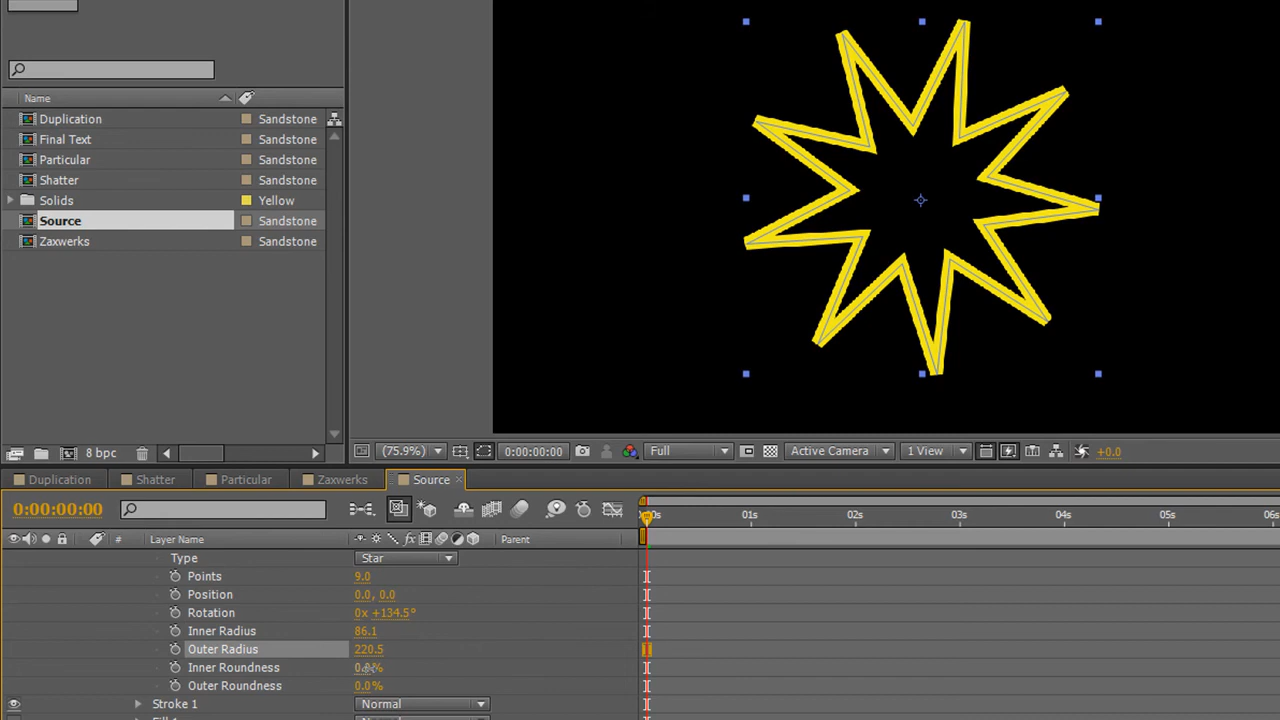 Name
Duplication Sandstone
Final Text Sandstone
Particular Sandstone
Shatter Sandstone
Solids Yellow
Source Sandstone
Zaxwerks Sandstone
8 bpc
(75.9%) 0:00:00:00 Full Active Camera 1 View +0.0
Duplication Shatter Particular Zaxwerks Source ×
0:00:00:00
01s 02s 03s 04s 05s 06s
# Layer Name fx Parent
Type Star
Points 9.0
Position 0.0, 0.0
Rotation 0x +134.5°
Inner Radius 86.1
Outer Radius 220.5
Inner Roundness
Outer Roundness 0.0%
Stroke 1 Normal